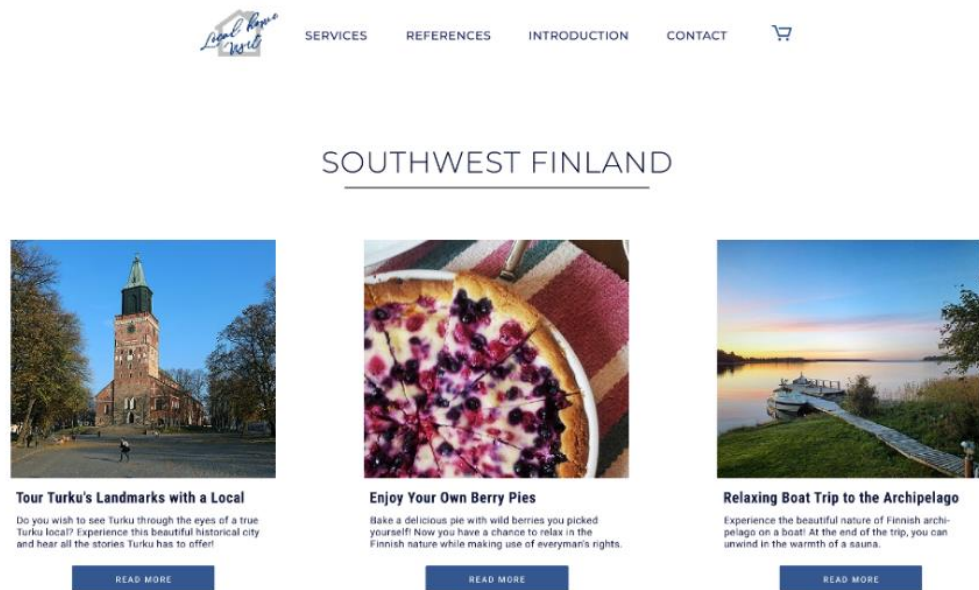 Local home
visit
SERVICES
REFERENCES
INTRODUCTION
CONTACT
SOUTHWEST FINLAND
Tour Turku's Landmarks with a Local
Do you wish to see Turku through the eyes of a true
Turku local? Experience this beautiful historical city
and hear all the stories Turku has to offer!
READ MORE
Enjoy Your Own Berry Pies
Bake a delicious pie with wild berries you picked
yourself! Now you have a chance to relax in the
Finnish nature while making use of everyman's rights.
READ MORE
Relaxing Boat Trip to the Archipelago
Experience the beautiful nature of Finnish archi-
pelago on a boat! At the end of the trip, you can
unwind in the warmth of a sauna.
READ MORE